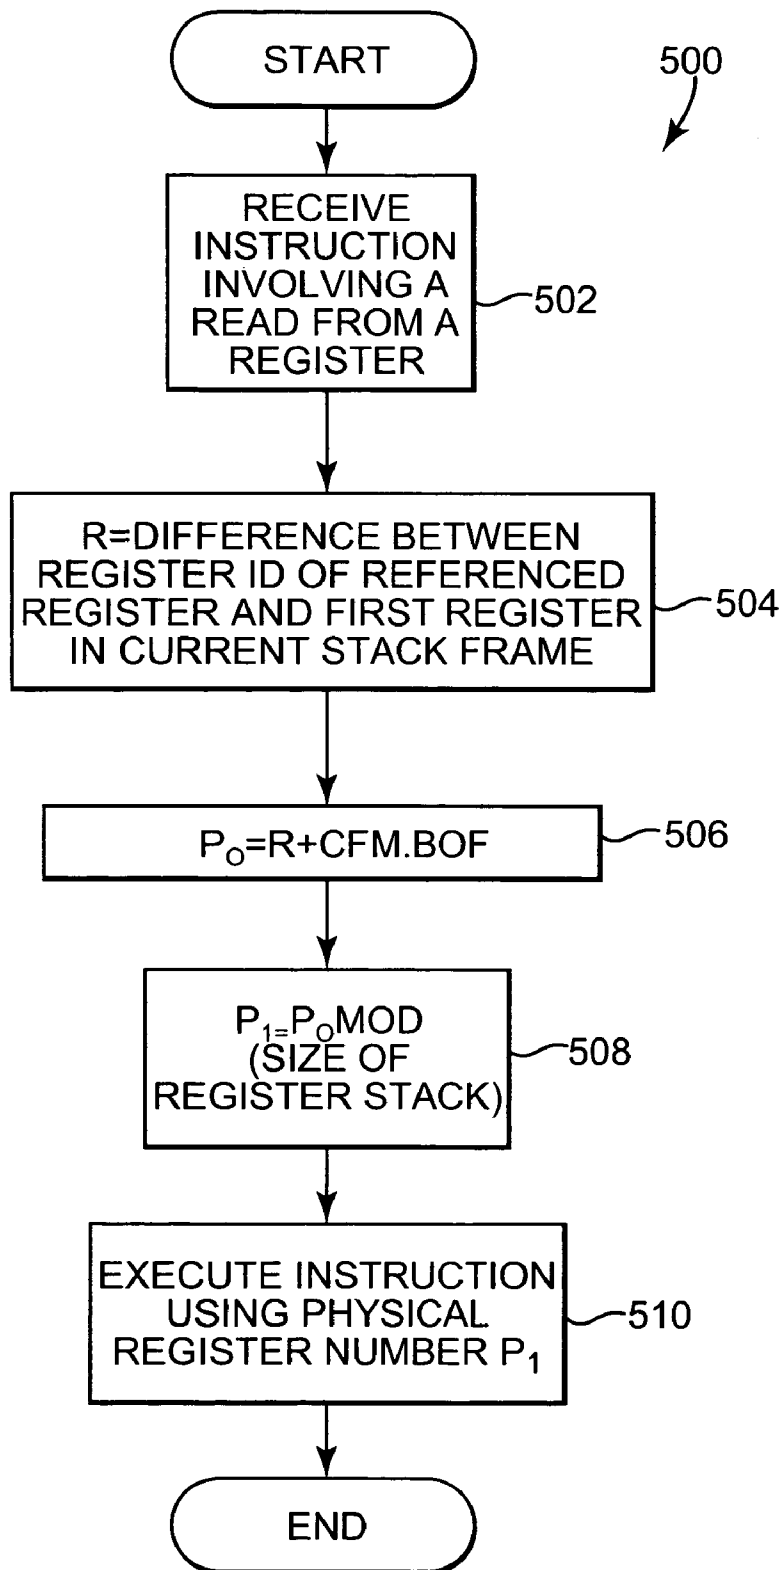 START
500
RECEIVE
INSTRUCTION
INVOLVING A
READ FROM A
REGISTER
502
R=DIFFERENCE BETWEEN
REGISTER ID OF REFERENCED
REGISTER AND FIRST REGISTER
IN CURRENT STACK FRAME
504
PO=R+CFM.BOF
506
P1=POMOD
(SIZE OF
REGISTER STACK)
508
EXECUTE INSTRUCTION
USING PHYSICAL
REGISTER NUMBER P1
510
END